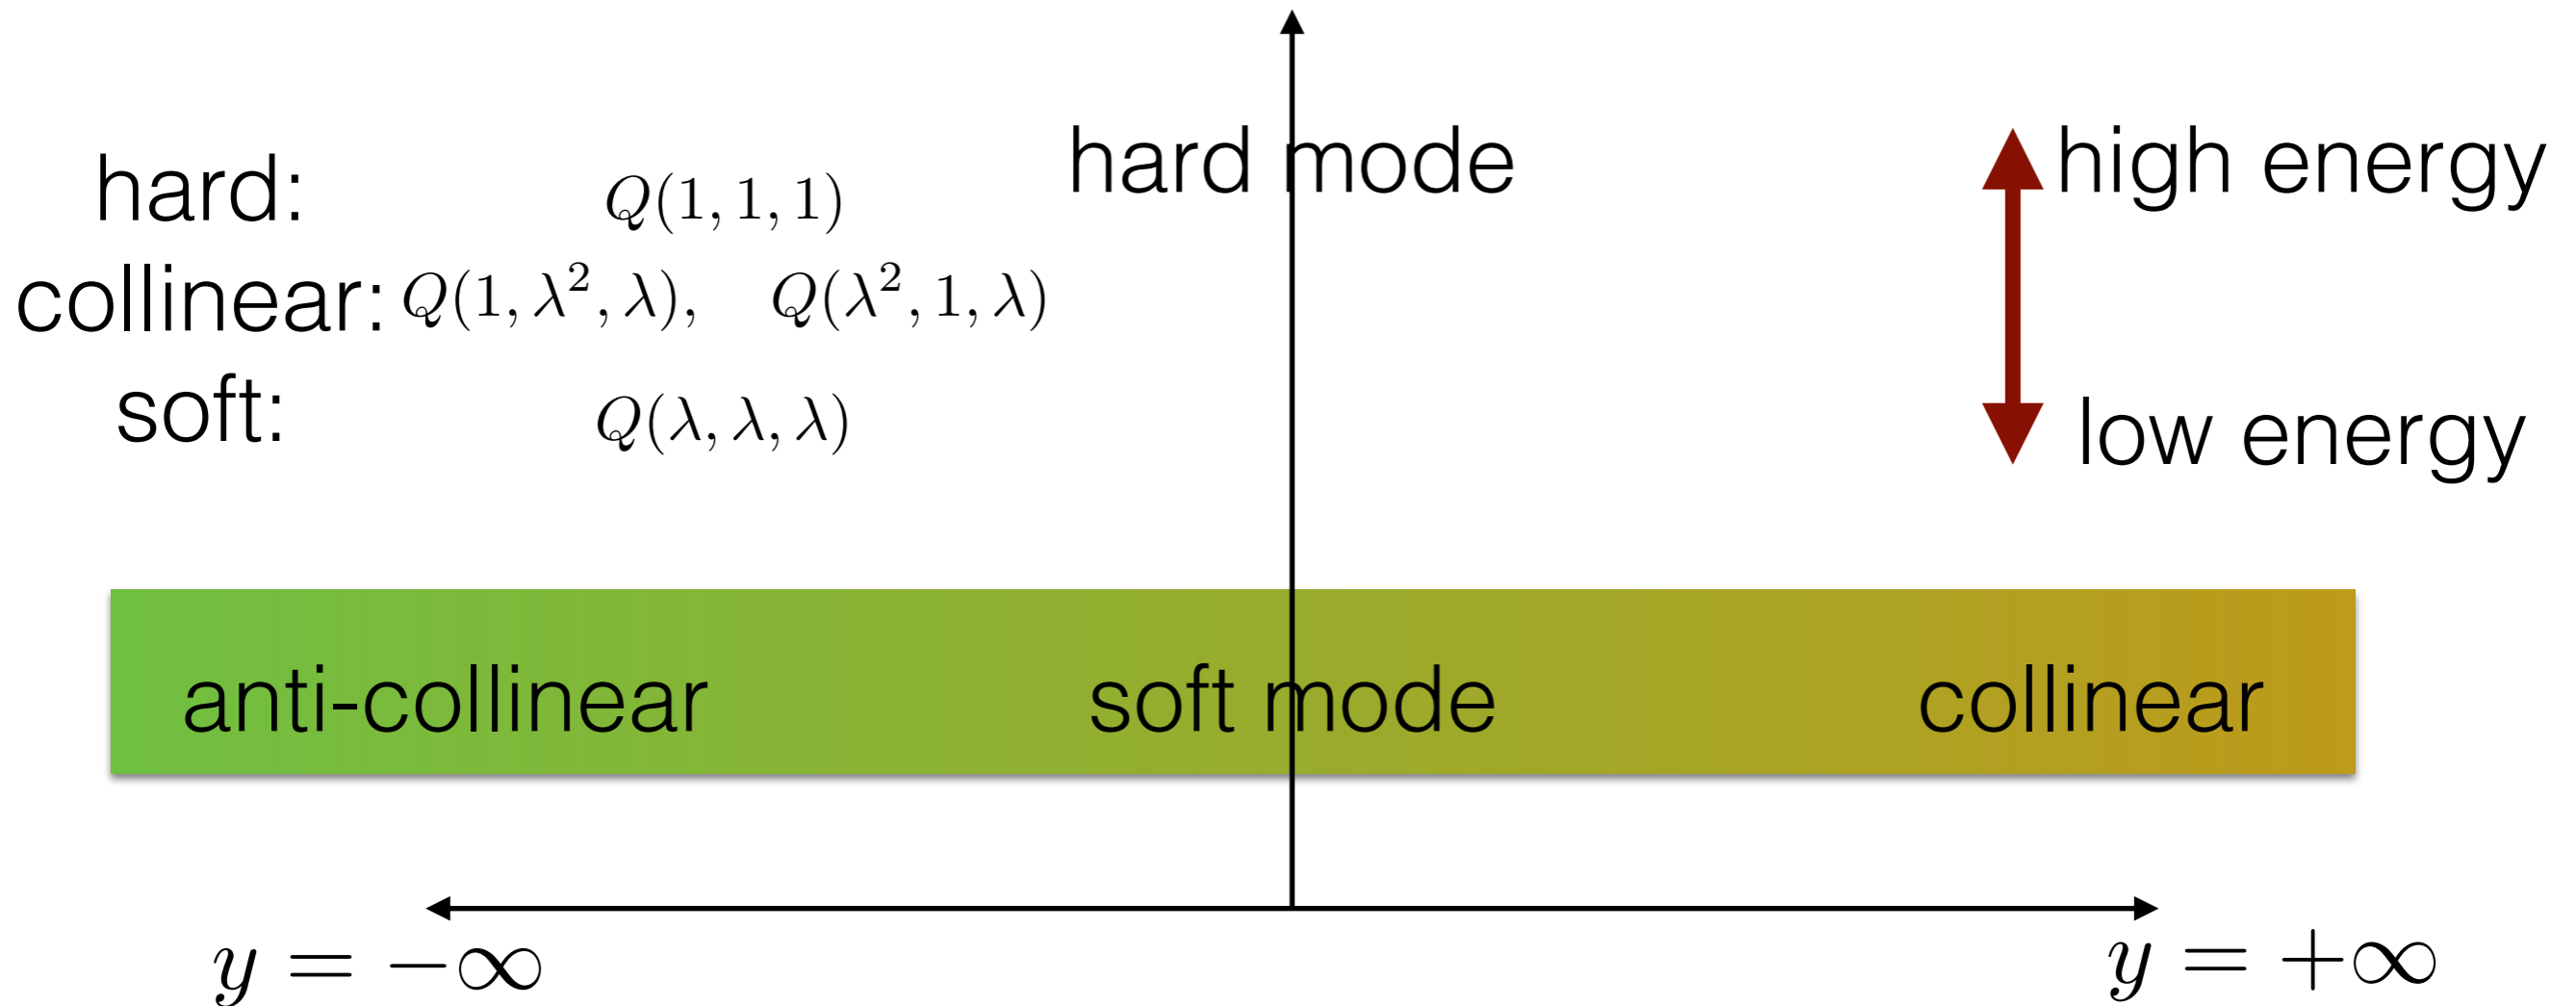 hard mode
high energy
hard: Q(1, 1, 1)
collinear: Q(1, λ², λ), Q(λ², 1, λ)
soft: Q(λ, λ, λ)
low energy
anti-collinear soft mode collinear
y = −∞ y = +∞